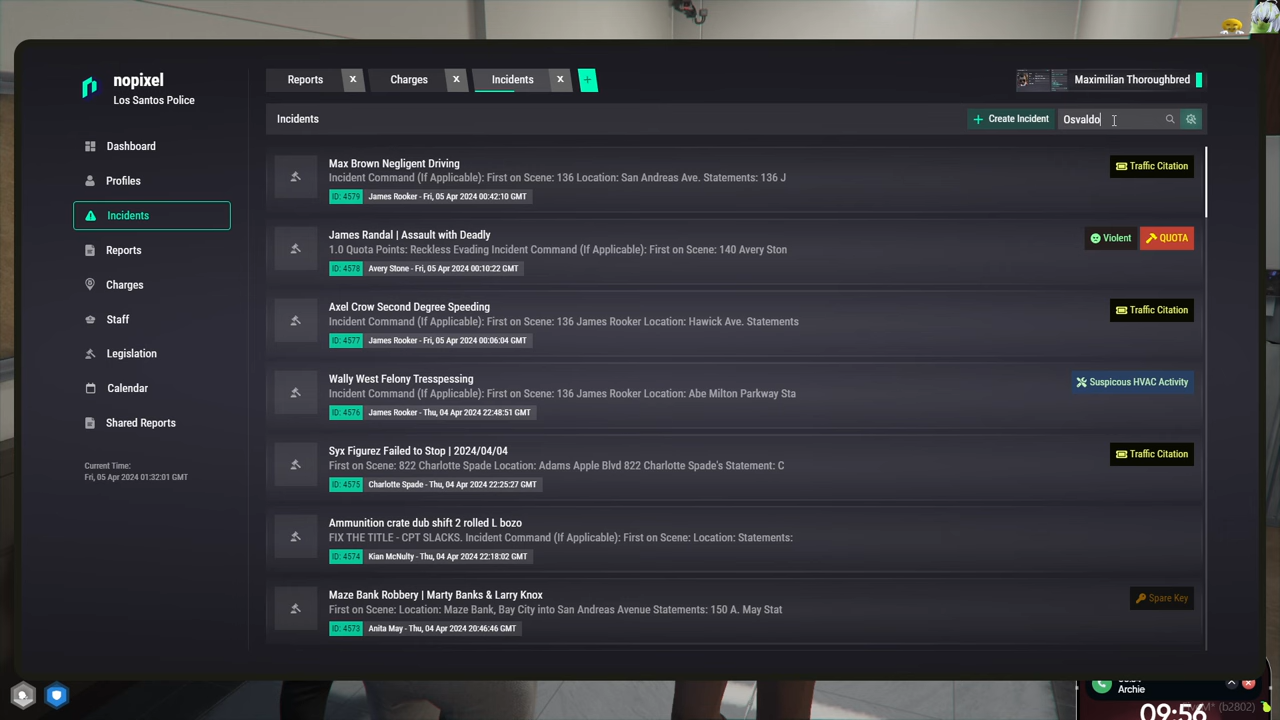 nopixel
Los Santos Police
Dashboard
Profiles
Incidents
Reports
Charges
Staff
Legislation
Calendar
Shared Reports
Current Time:
Fri, 05 Apr 2024 01:32:01 GMT
Reports x Charges x Incidents x +
Maximilian Thoroughbred
Incidents
+ Create Incident
Osvaldo
Max Brown Negligent Driving
Incident Command (If Applicable): First on Scene: 136 Location: San Andreas Ave. Statements: 136 J
ID: 4579 James Rooker - Fri, 05 Apr 2024 00:42:10 GMT
Traffic Citation
James Randal | Assault with Deadly
1.0 Quota Points: Reckless Evading Incident Command (If Applicable): First on Scene: 140 Avery Ston
ID: 4578 Avery Stone - Fri, 05 Apr 2024 00:10:22 GMT
Violent QUOTA
Axel Crow Second Degree Speeding
Incident Command (If Applicable): First on Scene: 136 James Rooker Location: Hawick Ave. Statements
ID: 4577 James Rooker - Fri, 05 Apr 2024 00:06:04 GMT
Traffic Citation
Wally West Felony Tresspessing
Incident Command (If Applicable): First on Scene: 136 James Rooker Location: Abe Milton Parkway Sta
ID: 4576 James Rooker - Thu, 04 Apr 2024 22:48:51 GMT
Suspicous HVAC Activity
Syx Figurez Failed to Stop | 2024/04/04
First on Scene: 822 Charlotte Spade Location: Adams Apple Blvd 822 Charlotte Spade's Statement: C
ID: 4575 Charlotte Spade - Thu, 04 Apr 2024 22:25:27 GMT
Traffic Citation
Ammunition crate dub shift 2 rolled L bozo
FIX THE TITLE - CPT SLACKS. Incident Command (If Applicable): First on Scene: Location: Statements:
ID: 4574 Kian McNulty - Thu, 04 Apr 2024 22:18:02 GMT
Maze Bank Robbery | Marty Banks & Larry Knox
First on Scene: Location: Maze Bank, Bay City into San Andreas Avenue Statements: 150 A. May Stat
ID: 4573 Anita May - Thu, 04 Apr 2024 20:46:46 GMT
Spare Key
Archie
09:56
(b2802)